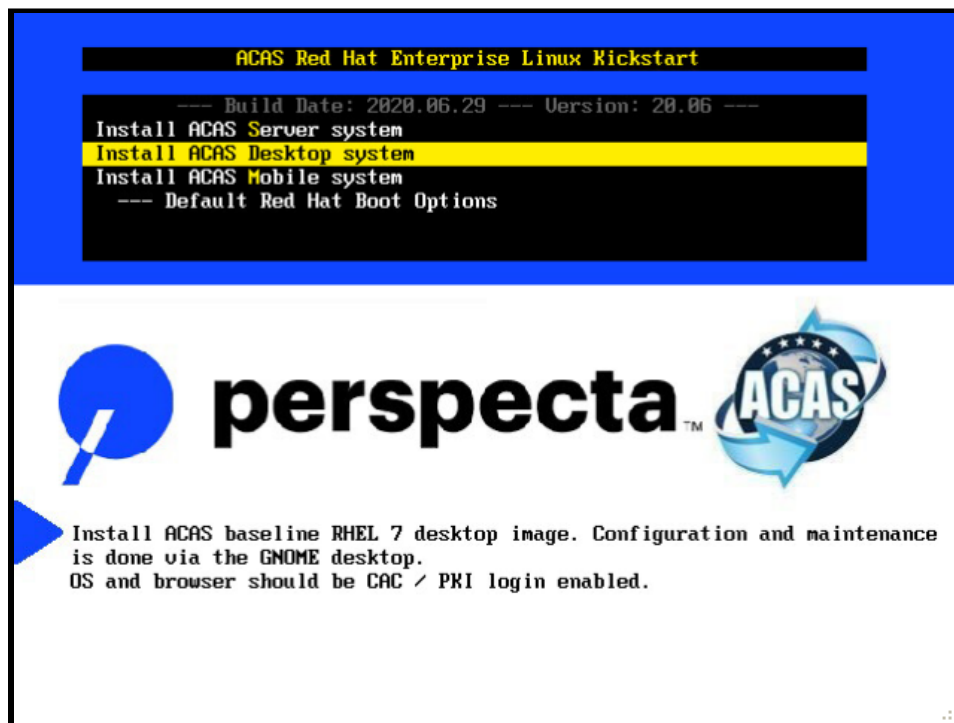 ACAS Red Hat Enterprise Linux Kickstart
--- Build Date: 2020.06.29 --- Version: 20.06 ---
Install ACAS Server system
Install ACAS Desktop system
Install ACAS Mobile system
--- Default Red Hat Boot Options
perspecta™
ACAS
Install ACAS baseline RHEL 7 desktop image. Configuration and maintenance
is done via the GNOME desktop.
OS and browser should be CAC / PKI login enabled.